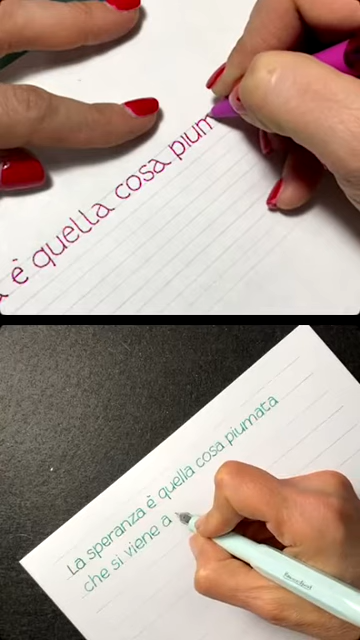 è quella cosa pium
La speranza è quella cosa piumata
che si viene a